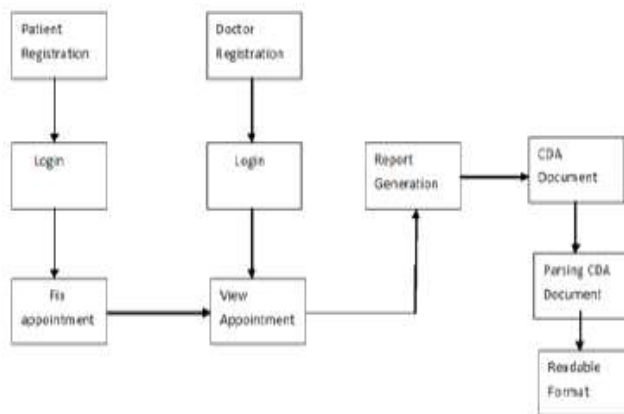 Patient
Registration
Doctor
Registration
Login
Login
Report
Generation
CDA
Document
Fix
appointment
View
Appointment
Parsing CDA
Document
Readable
Format